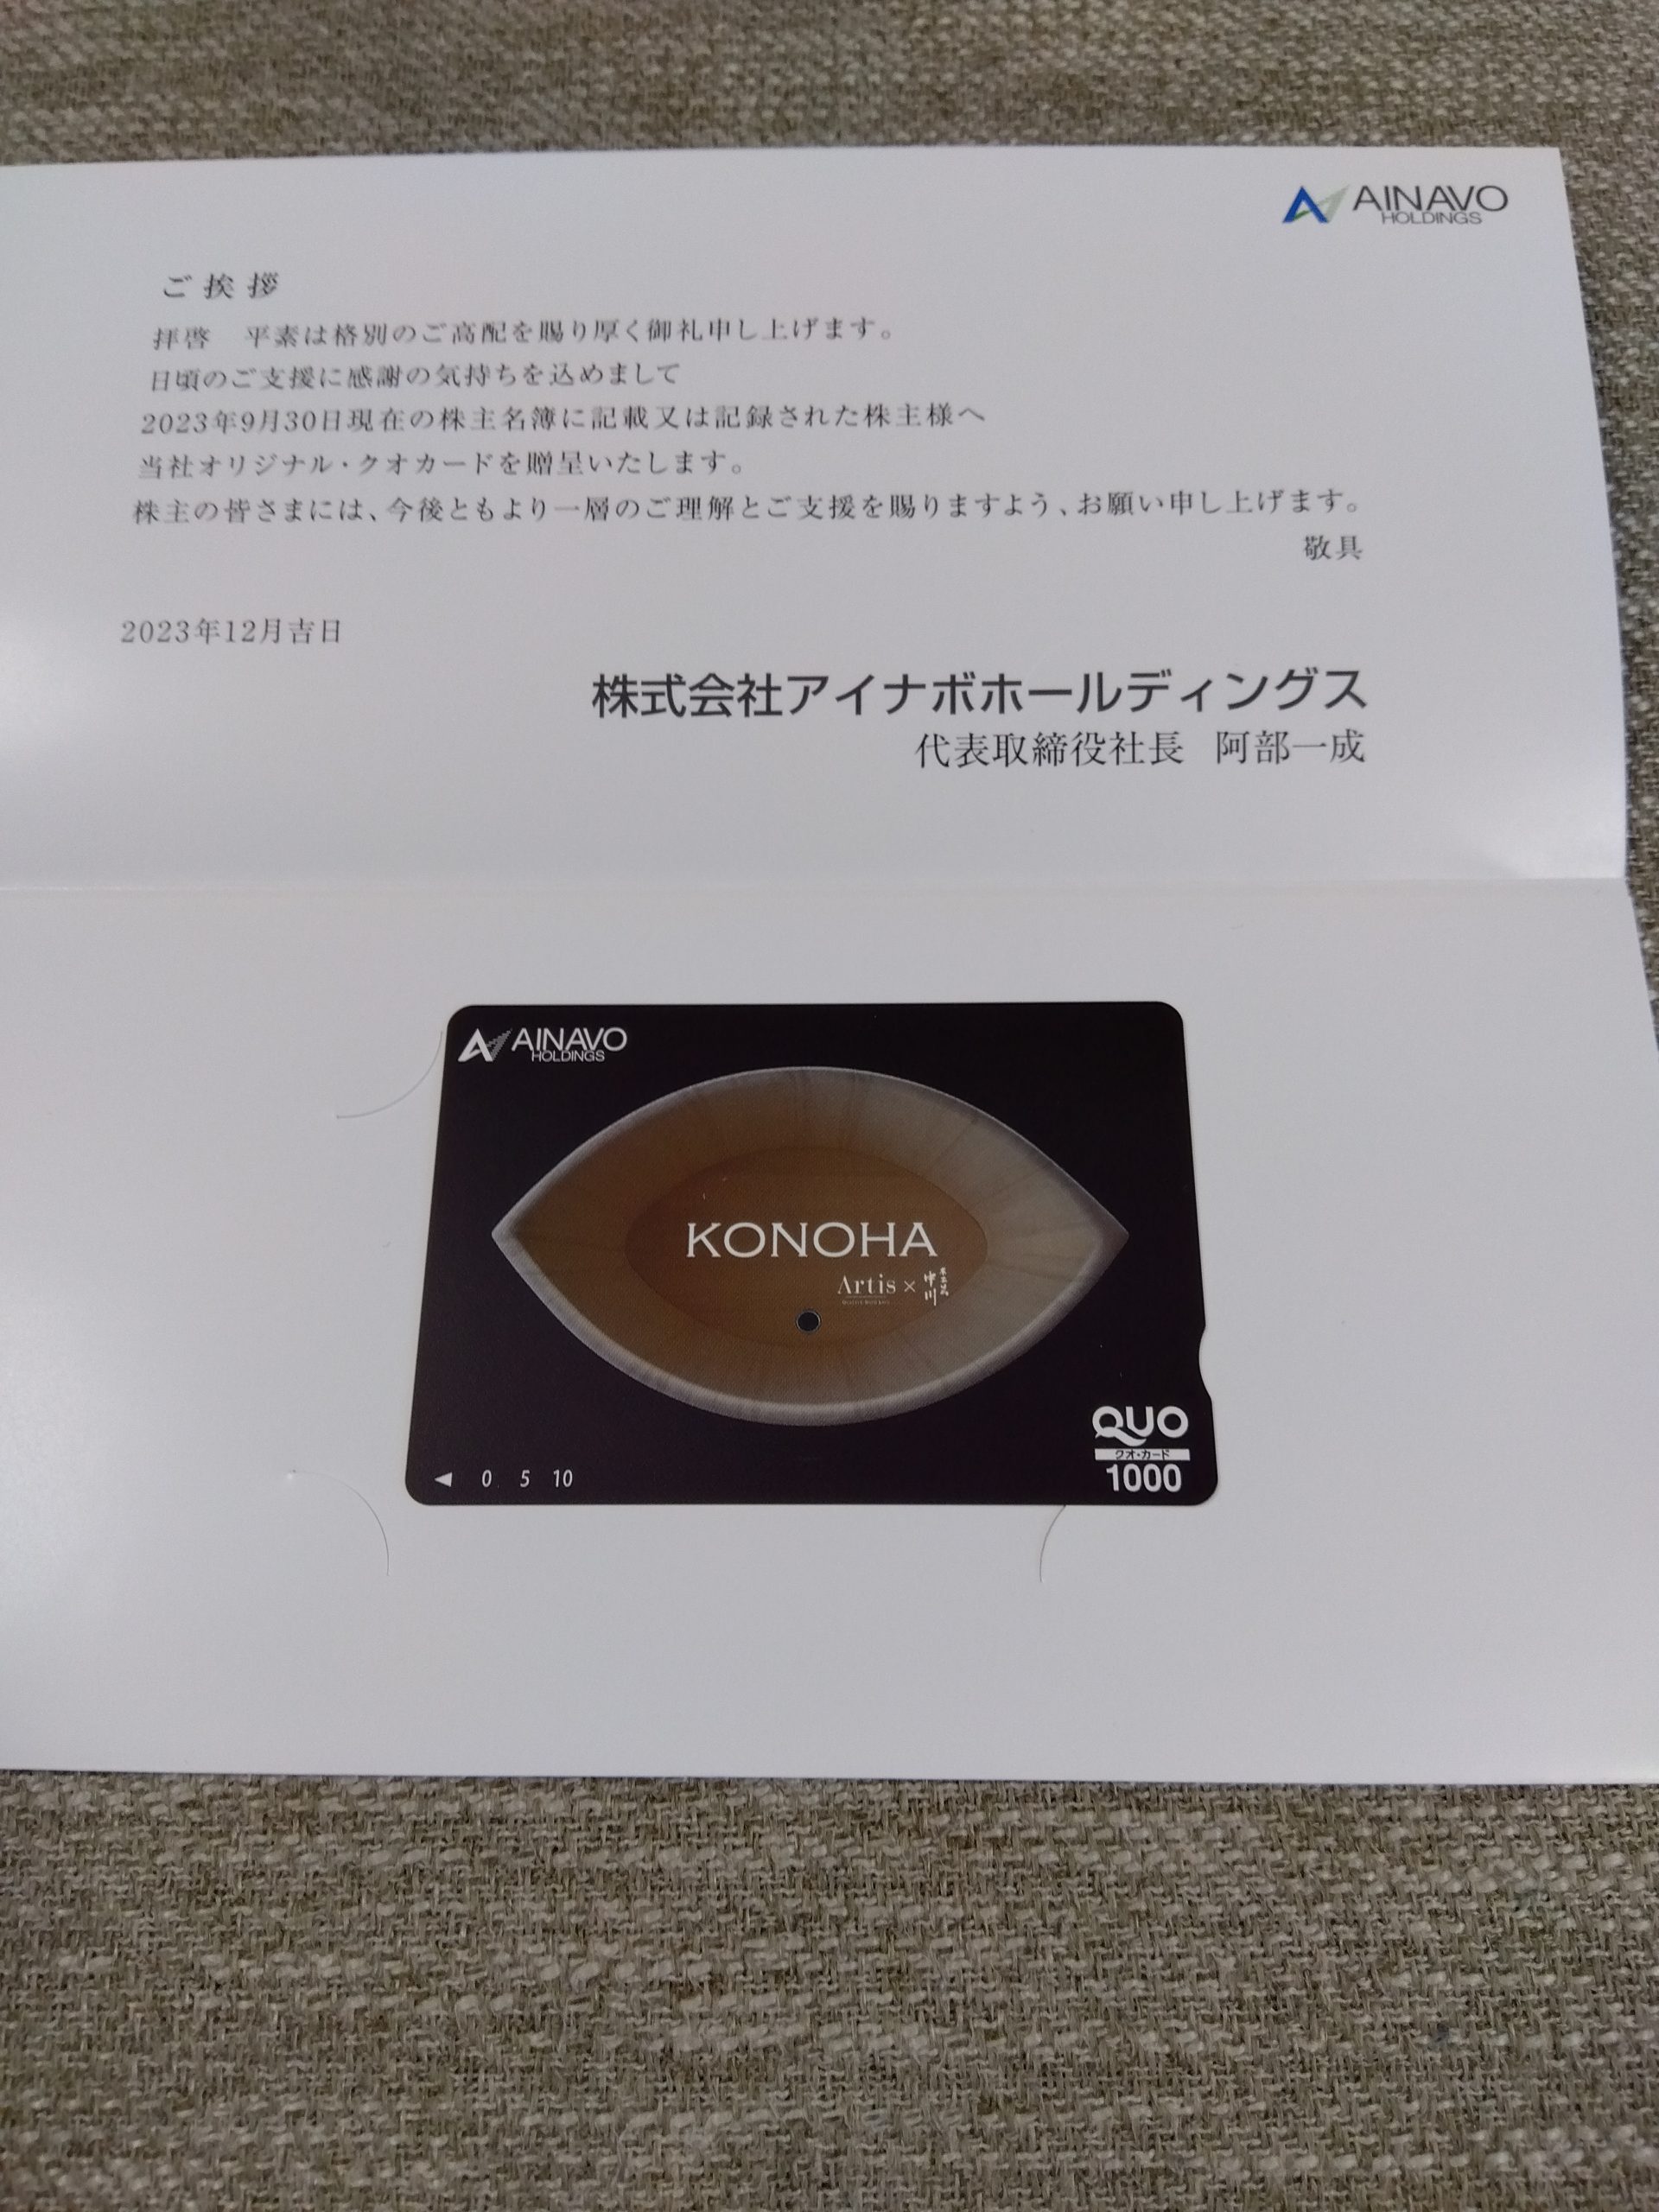 AINAVO
HOLDINGS
ご挨拶
拝啓　平素は格別のご高配を賜り厚く御礼申し上げます。
日頃のご支援に感謝の気持ちを込めまして
2023年9月30日現在の株主名簿に記載又は記録された株主様へ
当社オリジナル・クオカードを贈呈いたします。
株主の皆さまには、今後ともより一層のご理解とご支援を賜りますよう、お願い申し上げます。
敬具
2023年12月吉日
株式会社アイナボホールディングス
代表取締役社長　阿部一成
AINAVO
HOLDINGS
KONOHA
Artis × 中川
QUO
クオ・カード
1000
◀ 0 5 10